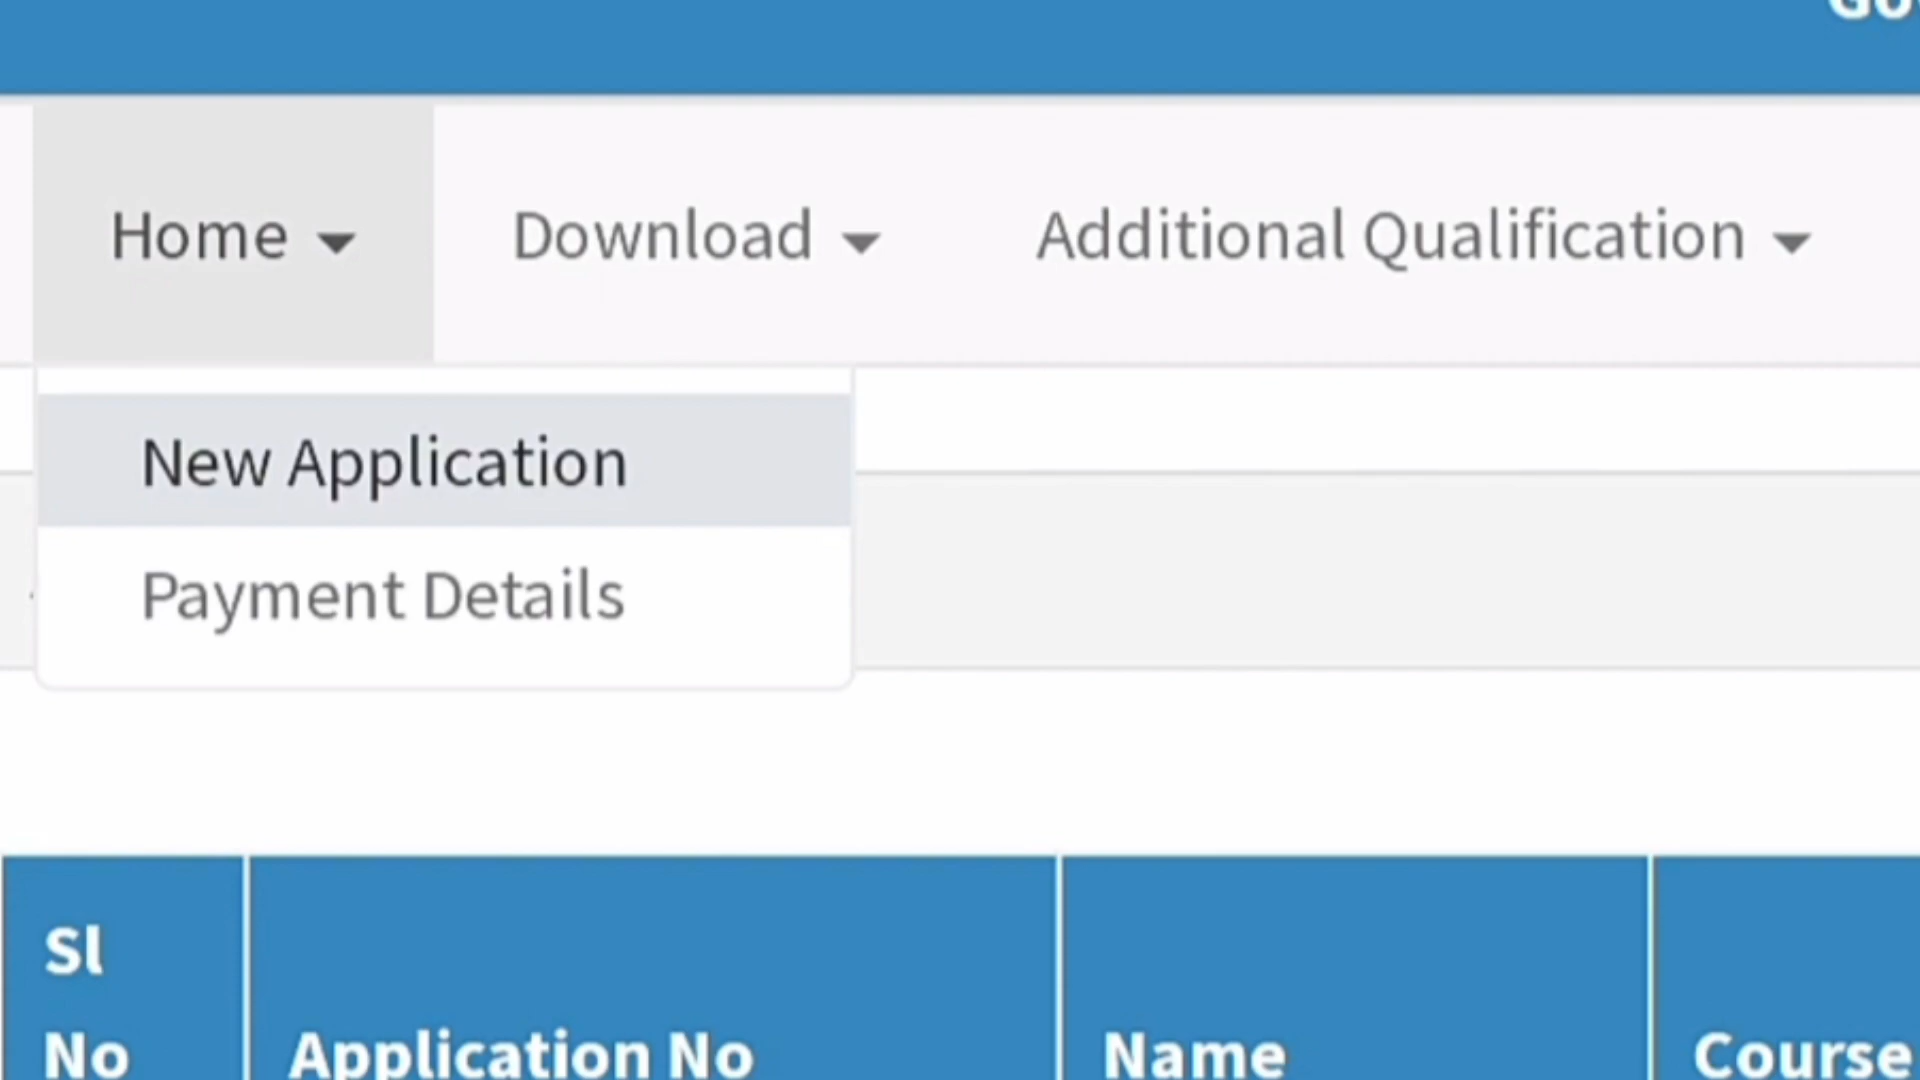 Home Download Additional Qualification
New Application
Payment Details
Sl
No Application No Name Course